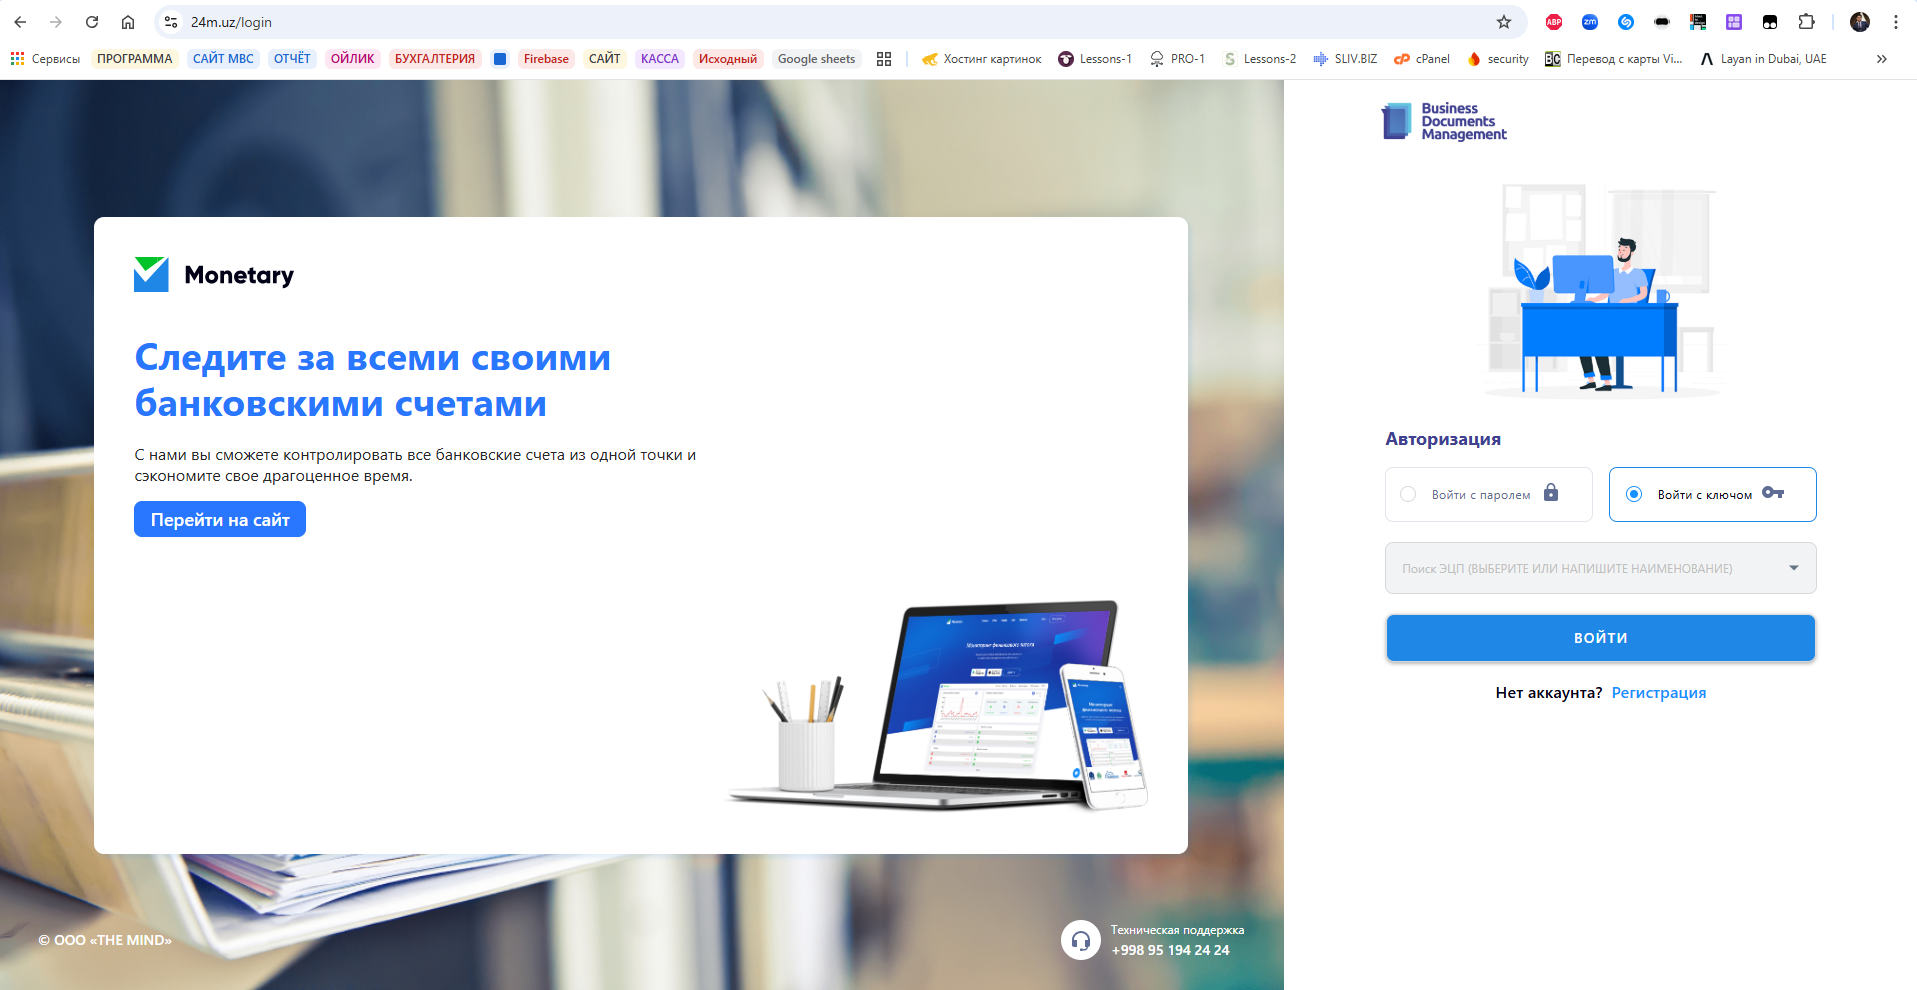 24m.uz/login
Сервисы ПРОГРАММА САЙТ МВС ОТЧЁТ ОЙЛИК БУХГАЛТЕРИЯ Firebase САЙТ КАССА Исходный Google sheets Хостинг картинок Lessons-1 PRO-1 Lessons-2 SLIV.BIZ cPanel security Перевод с карты Vi... Layan in Dubai, UAE
Monetary
Следите за всеми своими
банковскими счетами
С нами вы сможете контролировать все банковские счета из одной точки и
сэкономите свое драгоценное время.
Перейти на сайт
© ООО «THE MIND»
Техническая поддержка
+998 95 194 24 24
Business
Documents
Management
Авторизация
Войти с паролем
Войти с ключом
Поиск ЭЦП (ВЫБЕРИТЕ ИЛИ НАПИШИТЕ НАИМЕНОВАНИЕ)
ВОЙТИ
Нет аккаунта? Регистрация